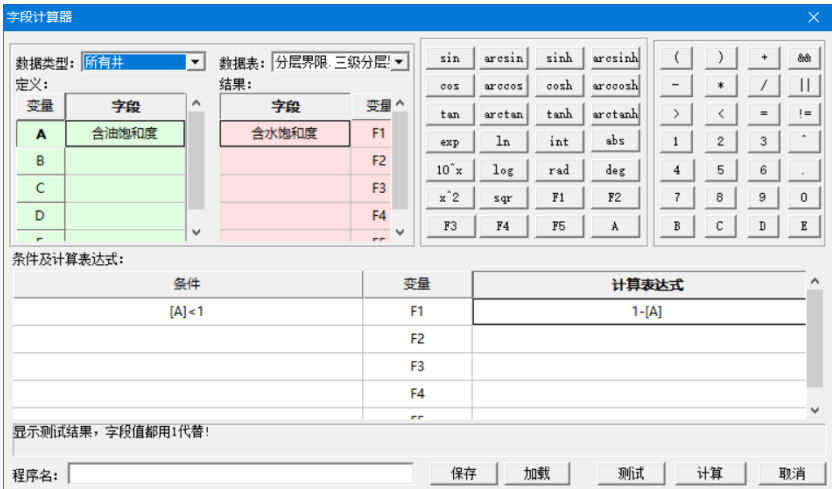 字段计算器
数据类型: 所有井 数据表: 分层界限.三级分层!
定义: 结果:
变量 字段 字段 变量
A 含油饱和度 含水饱和度 F1
B F2
C F3
D F4
sin arcsin sinh arcsinh ( ) + &&
cos arccos cosh arccosh - * / ||
tan arctan tanh arctanh > < = !=
exp ln int abs 1 2 3 ^
10^x log rad deg 4 5 6 .
x^2 sqr F1 F2 7 8 9 0
F3 F4 F5 A B C D E
条件及计算表达式:
条件 变量 计算表达式
[A]<1 F1 1-[A]
F2
F3
F4
显示测试结果，字段值都用1代替!
程序名: 保存 加载 测试 计算 取消